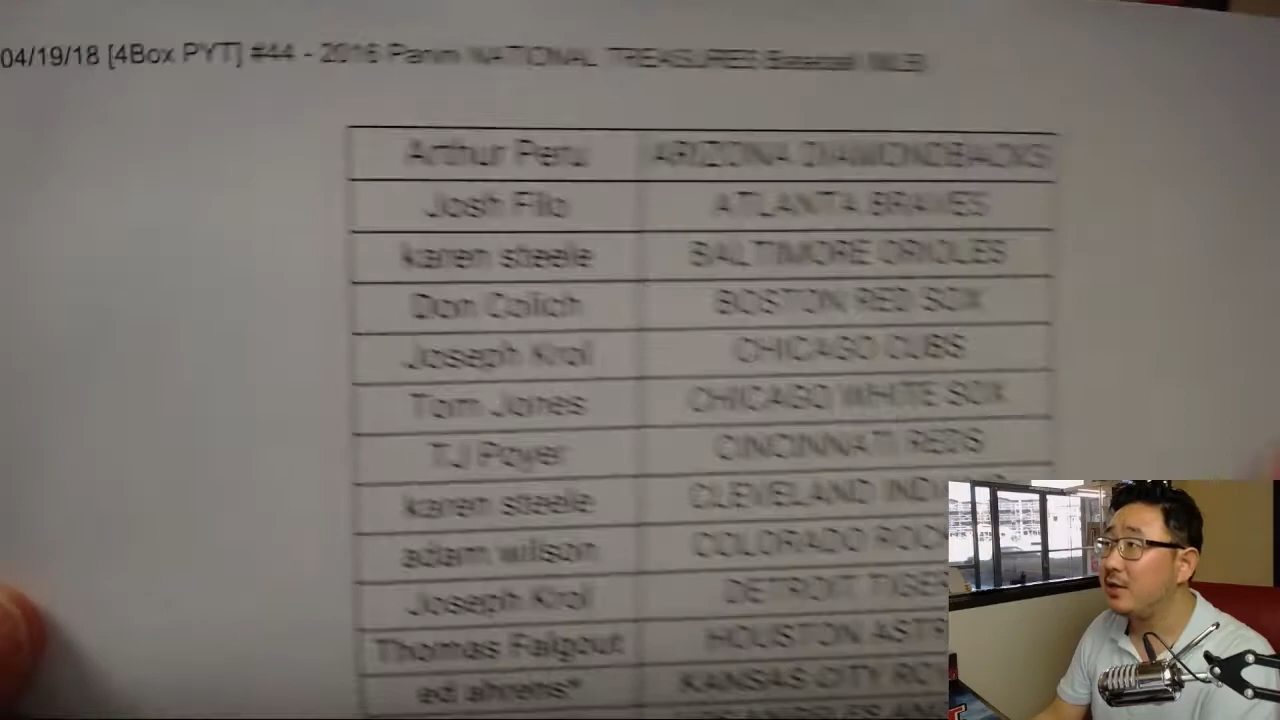 04/19/18 [4Box PYT] #44 - 2016 Panini NATIONAL TREASURES Baseball (MLB)
Arthur Peru ARIZONA DIAMONDBACKS
Josh Filo ATLANTA BRAVES
karen steele BALTIMORE ORIOLES
Don Colich BOSTON RED SOX
Joseph Krol CHICAGO CUBS
Tom Jones CHICAGO WHITE SOX
TJ Poyer CINCINNATI REDS
karen steele CLEVELAND
adam wilson COLORADO
Joseph Krol DETROIT
Thomas Falgout HOUSTON
ed ahrens* KANSAS CITY